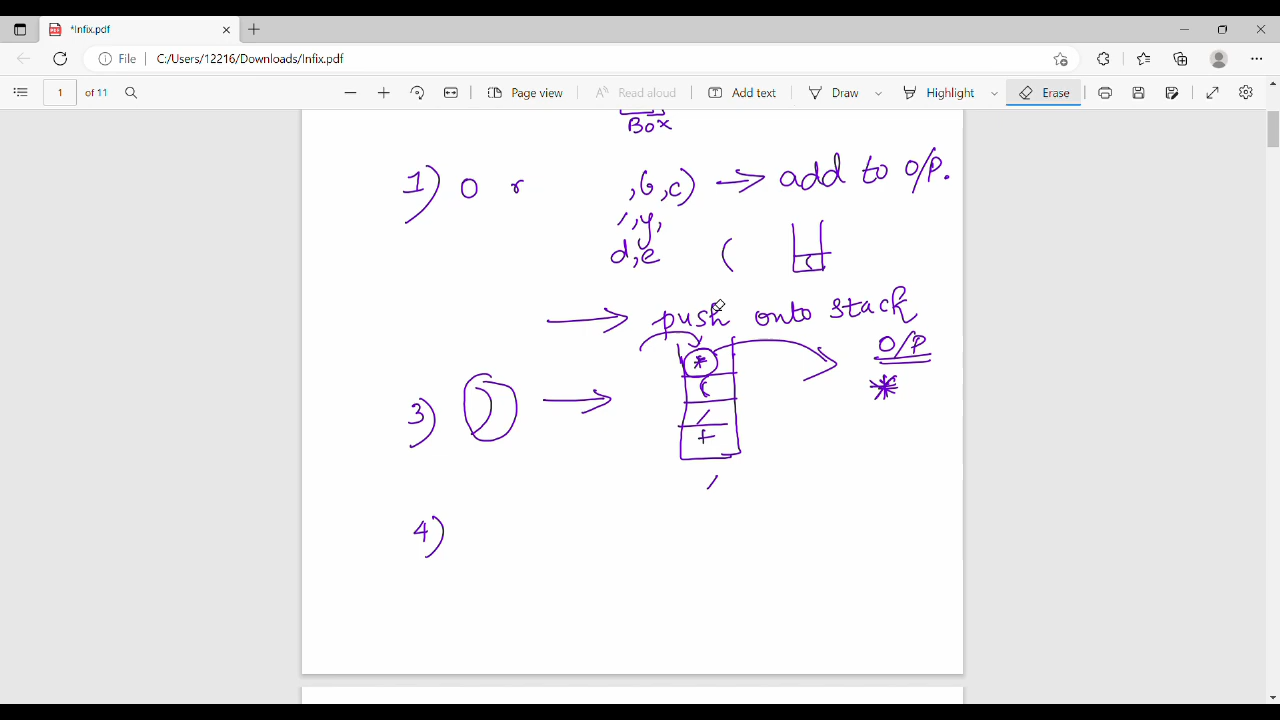 *Infix.pdf
File C:/Users/12216/Downloads/Infix.pdf
1 of 11 Page view Read aloud Add text Draw Highlight Erase
Box
1) O r ,b,c) → add to O/P.
,y,
d,e ( (
→ push onto stack
O/P
* *
(
3) ) → /
+
/
4)